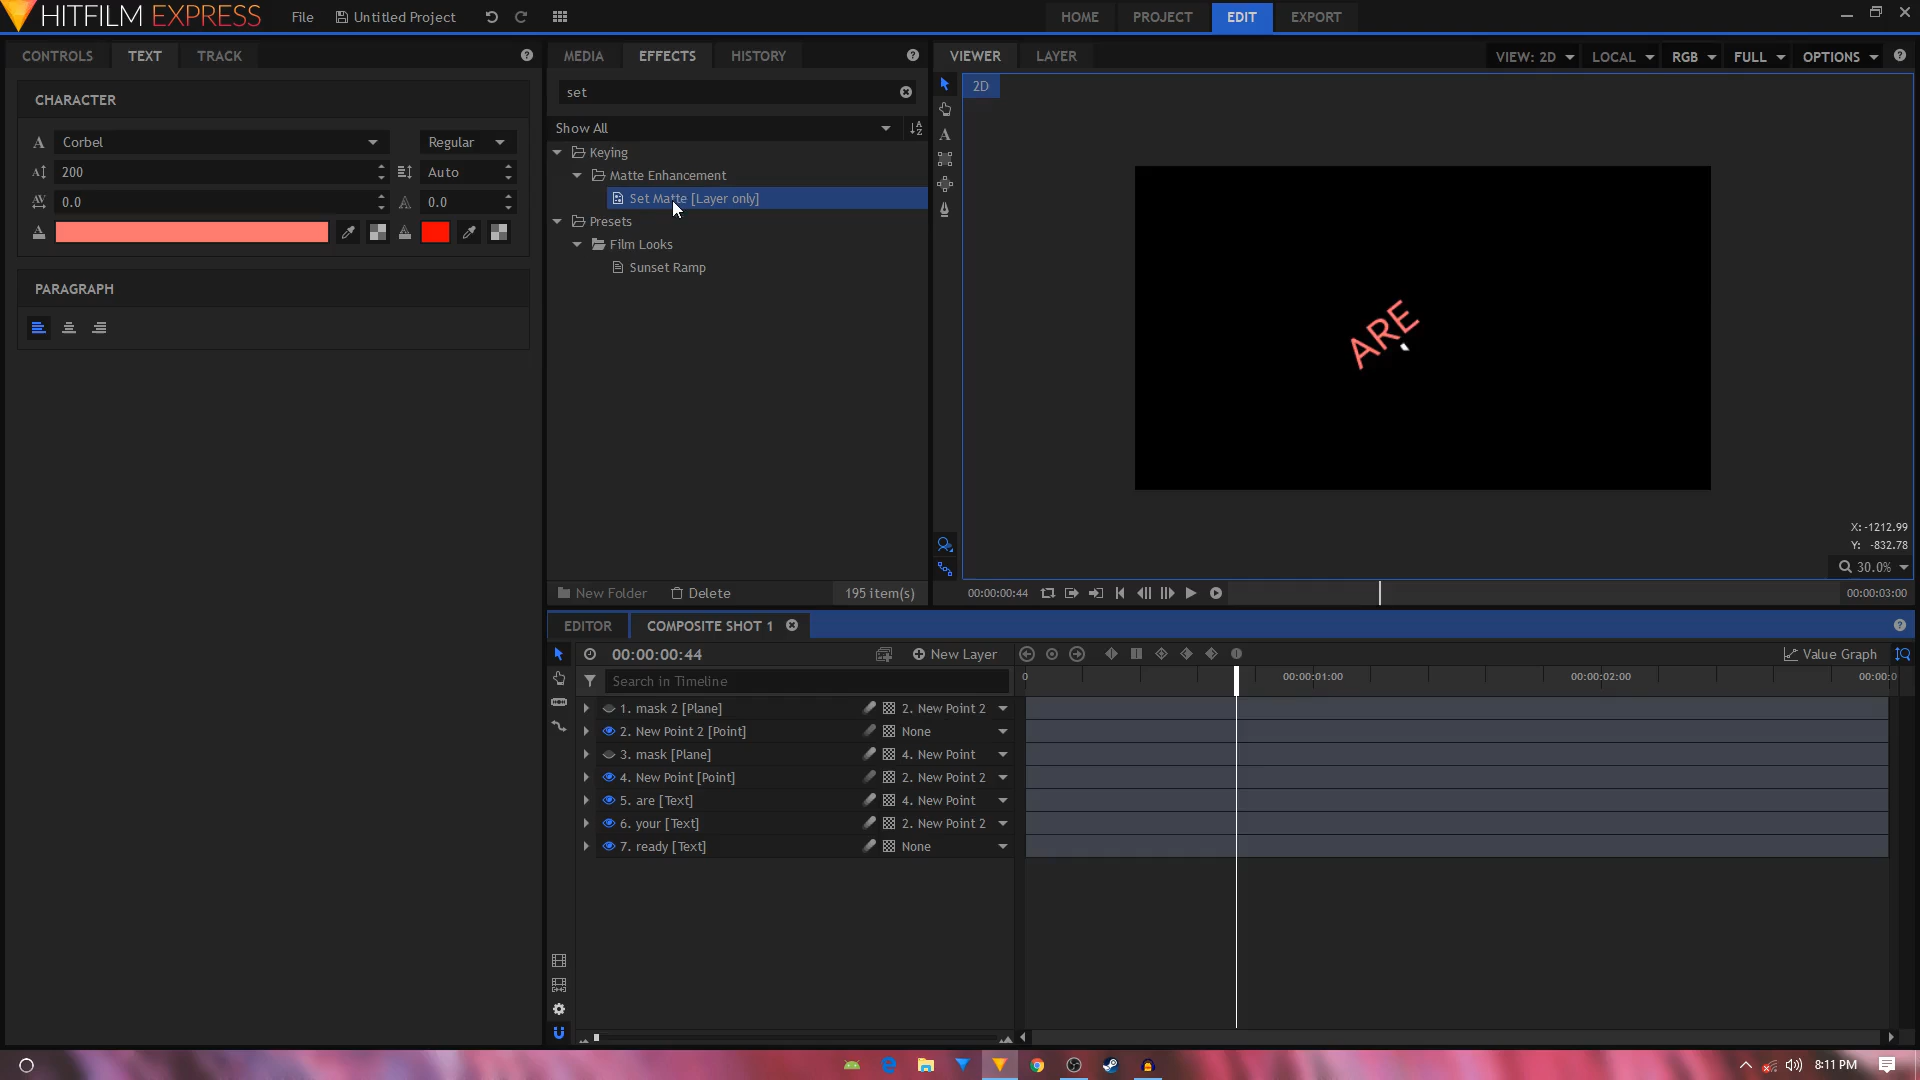 HITFILM EXPRESS
File
Untitled Project
HOME
PROJECT
EDIT
EXPORT
CONTROLS
TEXT
TRACK
CHARACTER
Corbel
Regular
200
Auto
0.0
0.0
PARAGRAPH
MEDIA
EFFECTS
HISTORY
set
Show All
Keying
Matte Enhancement
Set Matte [Layer only]
Presets
Film Looks
Sunset Ramp
New Folder
Delete
195 item(s)
VIEWER
LAYER
VIEW: 2D
LOCAL
RGB
FULL
OPTIONS
2D
ARE
X: -1212.99
Y: -832.78
30.0%
00:00:00:44
00:00:03:00
EDITOR
COMPOSITE SHOT 1
00:00:00:44
New Layer
Value Graph
Search in Timeline
0
00:00:01:00
00:00:02:00
00:00:0
1. mask 2 [Plane]
2. New Point 2
2. New Point 2 [Point]
None
3. mask [Plane]
4. New Point
4. New Point [Point]
2. New Point 2
5. are [Text]
4. New Point
6. your [Text]
2. New Point 2
7. ready [Text]
None
8:11 PM